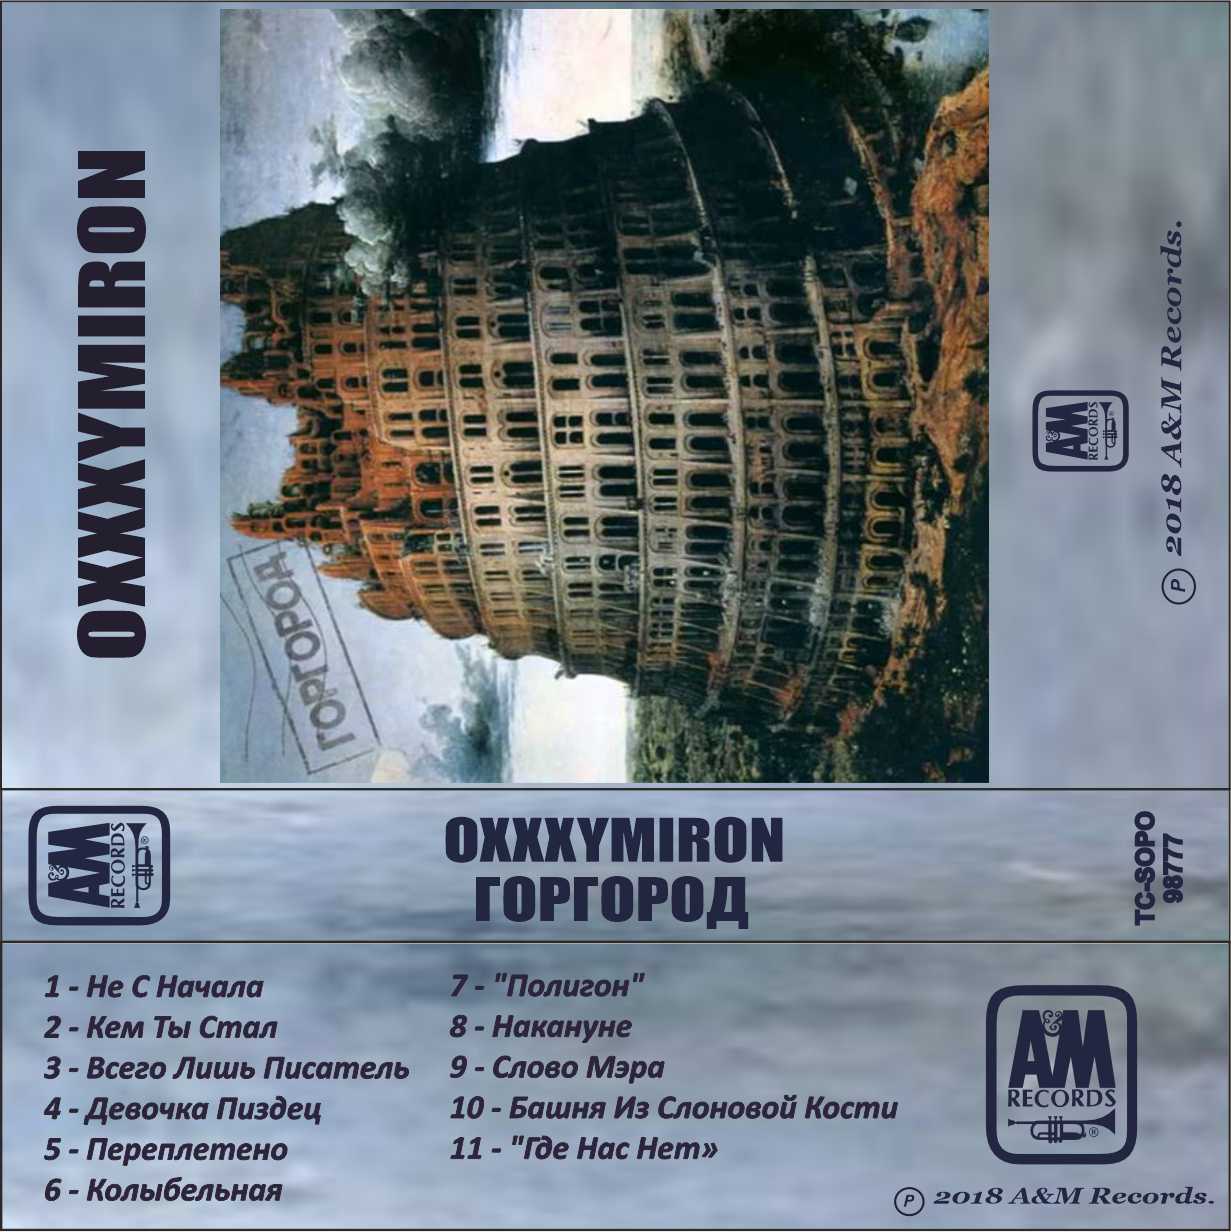 OXXXYMIRON
ГОРГОРОД
A&M
RECORDS
®
Ⓟ 2018 A&M Records.
A&M
RECORDS
®
OXXXYMIRON
ГОРГОРОД
TC-SOPO
98777
1 - Не С Начала
2 - Кем Ты Стал
3 - Всего Лишь Писатель
4 - Девочка Пиздец
5 - Переплетено
6 - Колыбельная
7 - "Полигон"
8 - Накануне
9 - Слово Мэра
10 - Башня Из Слоновой Кости
11 - "Где Нас Нет»
A&M
RECORDS
®
Ⓟ 2018 A&M Records.